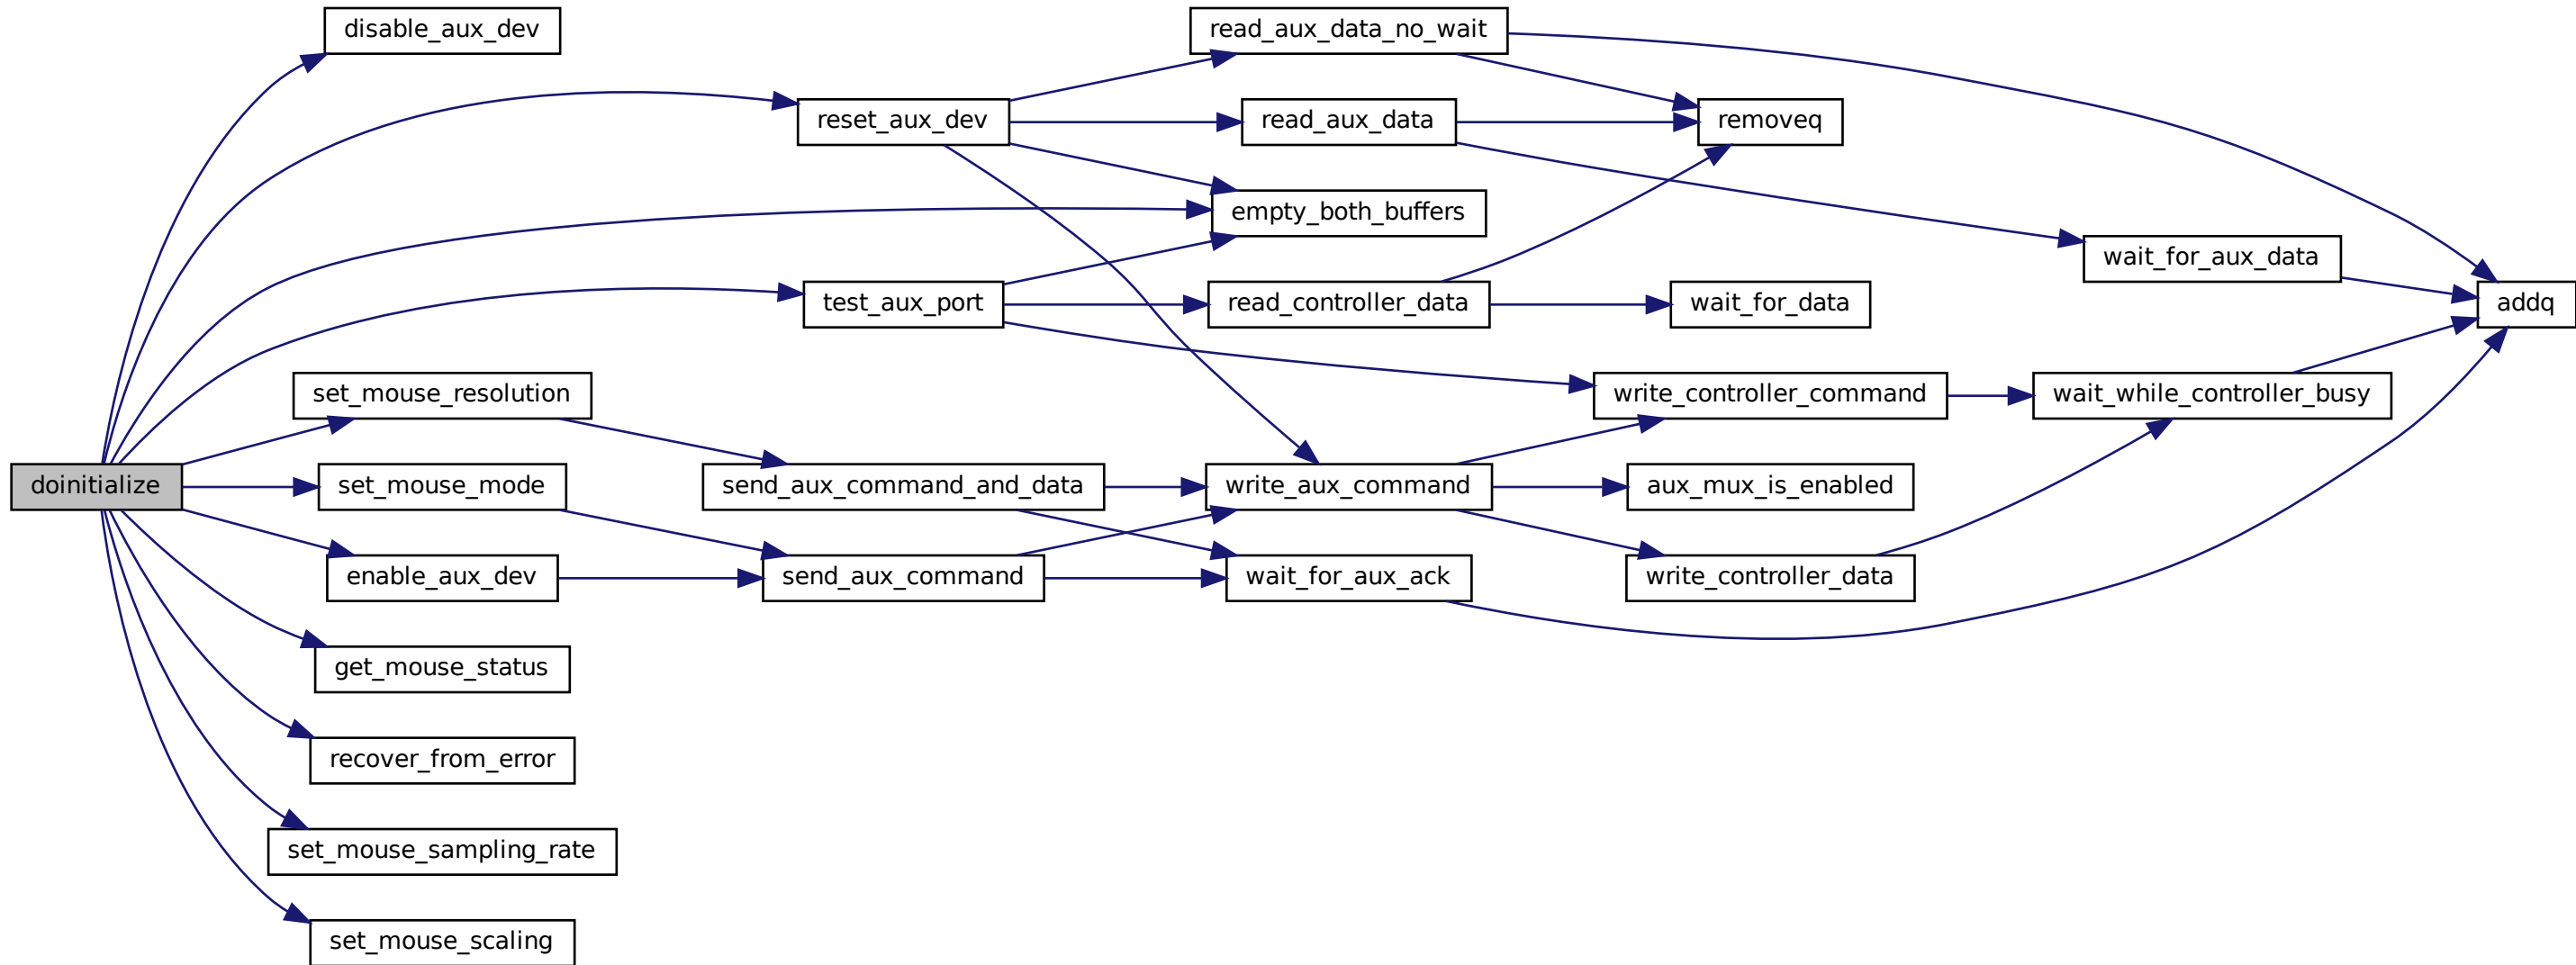 disable_aux_dev
read_aux_data_no_wait
reset_aux_dev
read_aux_data
removeq
empty_both_buffers
wait_for_aux_data
test_aux_port
read_controller_data
wait_for_data
addq
set_mouse_resolution
write_controller_command
wait_while_controller_busy
doinitialize
set_mouse_mode
send_aux_command_and_data
write_aux_command
aux_mux_is_enabled
enable_aux_dev
send_aux_command
wait_for_aux_ack
write_controller_data
get_mouse_status
recover_from_error
set_mouse_sampling_rate
set_mouse_scaling